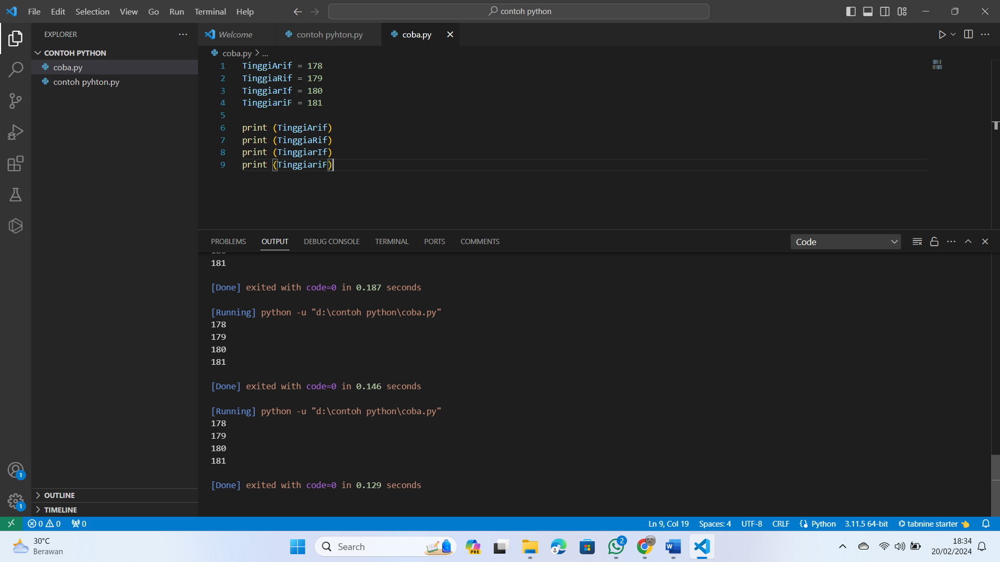 File Edit Selection View Go Run Terminal Help
contoh python
EXPLORER
Welcome
contoh pyhton.py
coba.py
CONTOH PYTHON
coba.py
contoh pyhton.py
coba.py > ...
1 TinggiArif = 178
2 TinggiaRif = 179
3 TinggiarIf = 180
4 TinggiariF = 181
5
6 print (TinggiArif)
7 print (TinggiaRif)
8 print (TinggiarIf)
9 print (TinggiariF)
PROBLEMS OUTPUT DEBUG CONSOLE TERMINAL PORTS COMMENTS
Code
181
[Done] exited with code=0 in 0.187 seconds
[Running] python -u "d:\contoh python\coba.py"
178
179
180
181
[Done] exited with code=0 in 0.146 seconds
[Running] python -u "d:\contoh python\coba.py"
178
179
180
181
[Done] exited with code=0 in 0.129 seconds
1
1
OUTLINE
TIMELINE
0 0 0
Ln 9, Col 19 Spaces: 4 UTF-8 CRLF Python 3.11.5 64-bit tabnine starter
30°C
Berawan
Search
PRE
2
18:34
20/02/2024